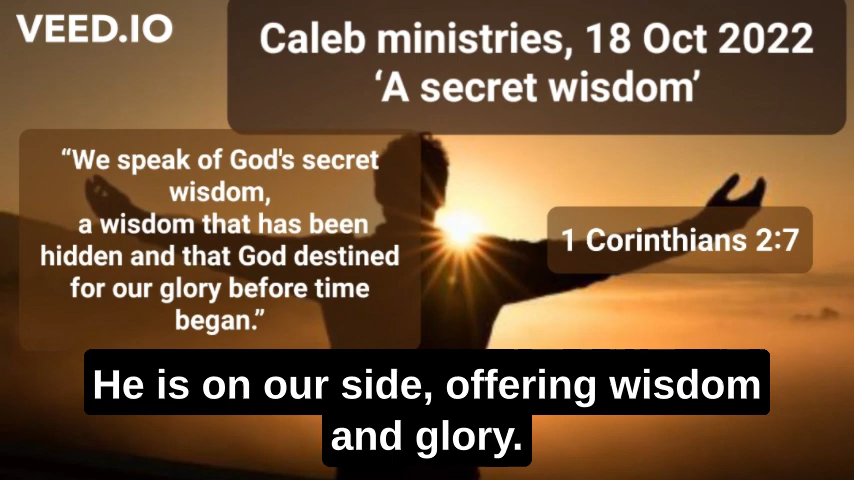 VEED.IO
Caleb ministries, 18 Oct 2022
‘A secret wisdom’
“We speak of God's secret
wisdom,
a wisdom that has been
hidden and that God destined
for our glory before time
began.”
1 Corinthians 2:7
He is on our side, offering wisdom
and glory.